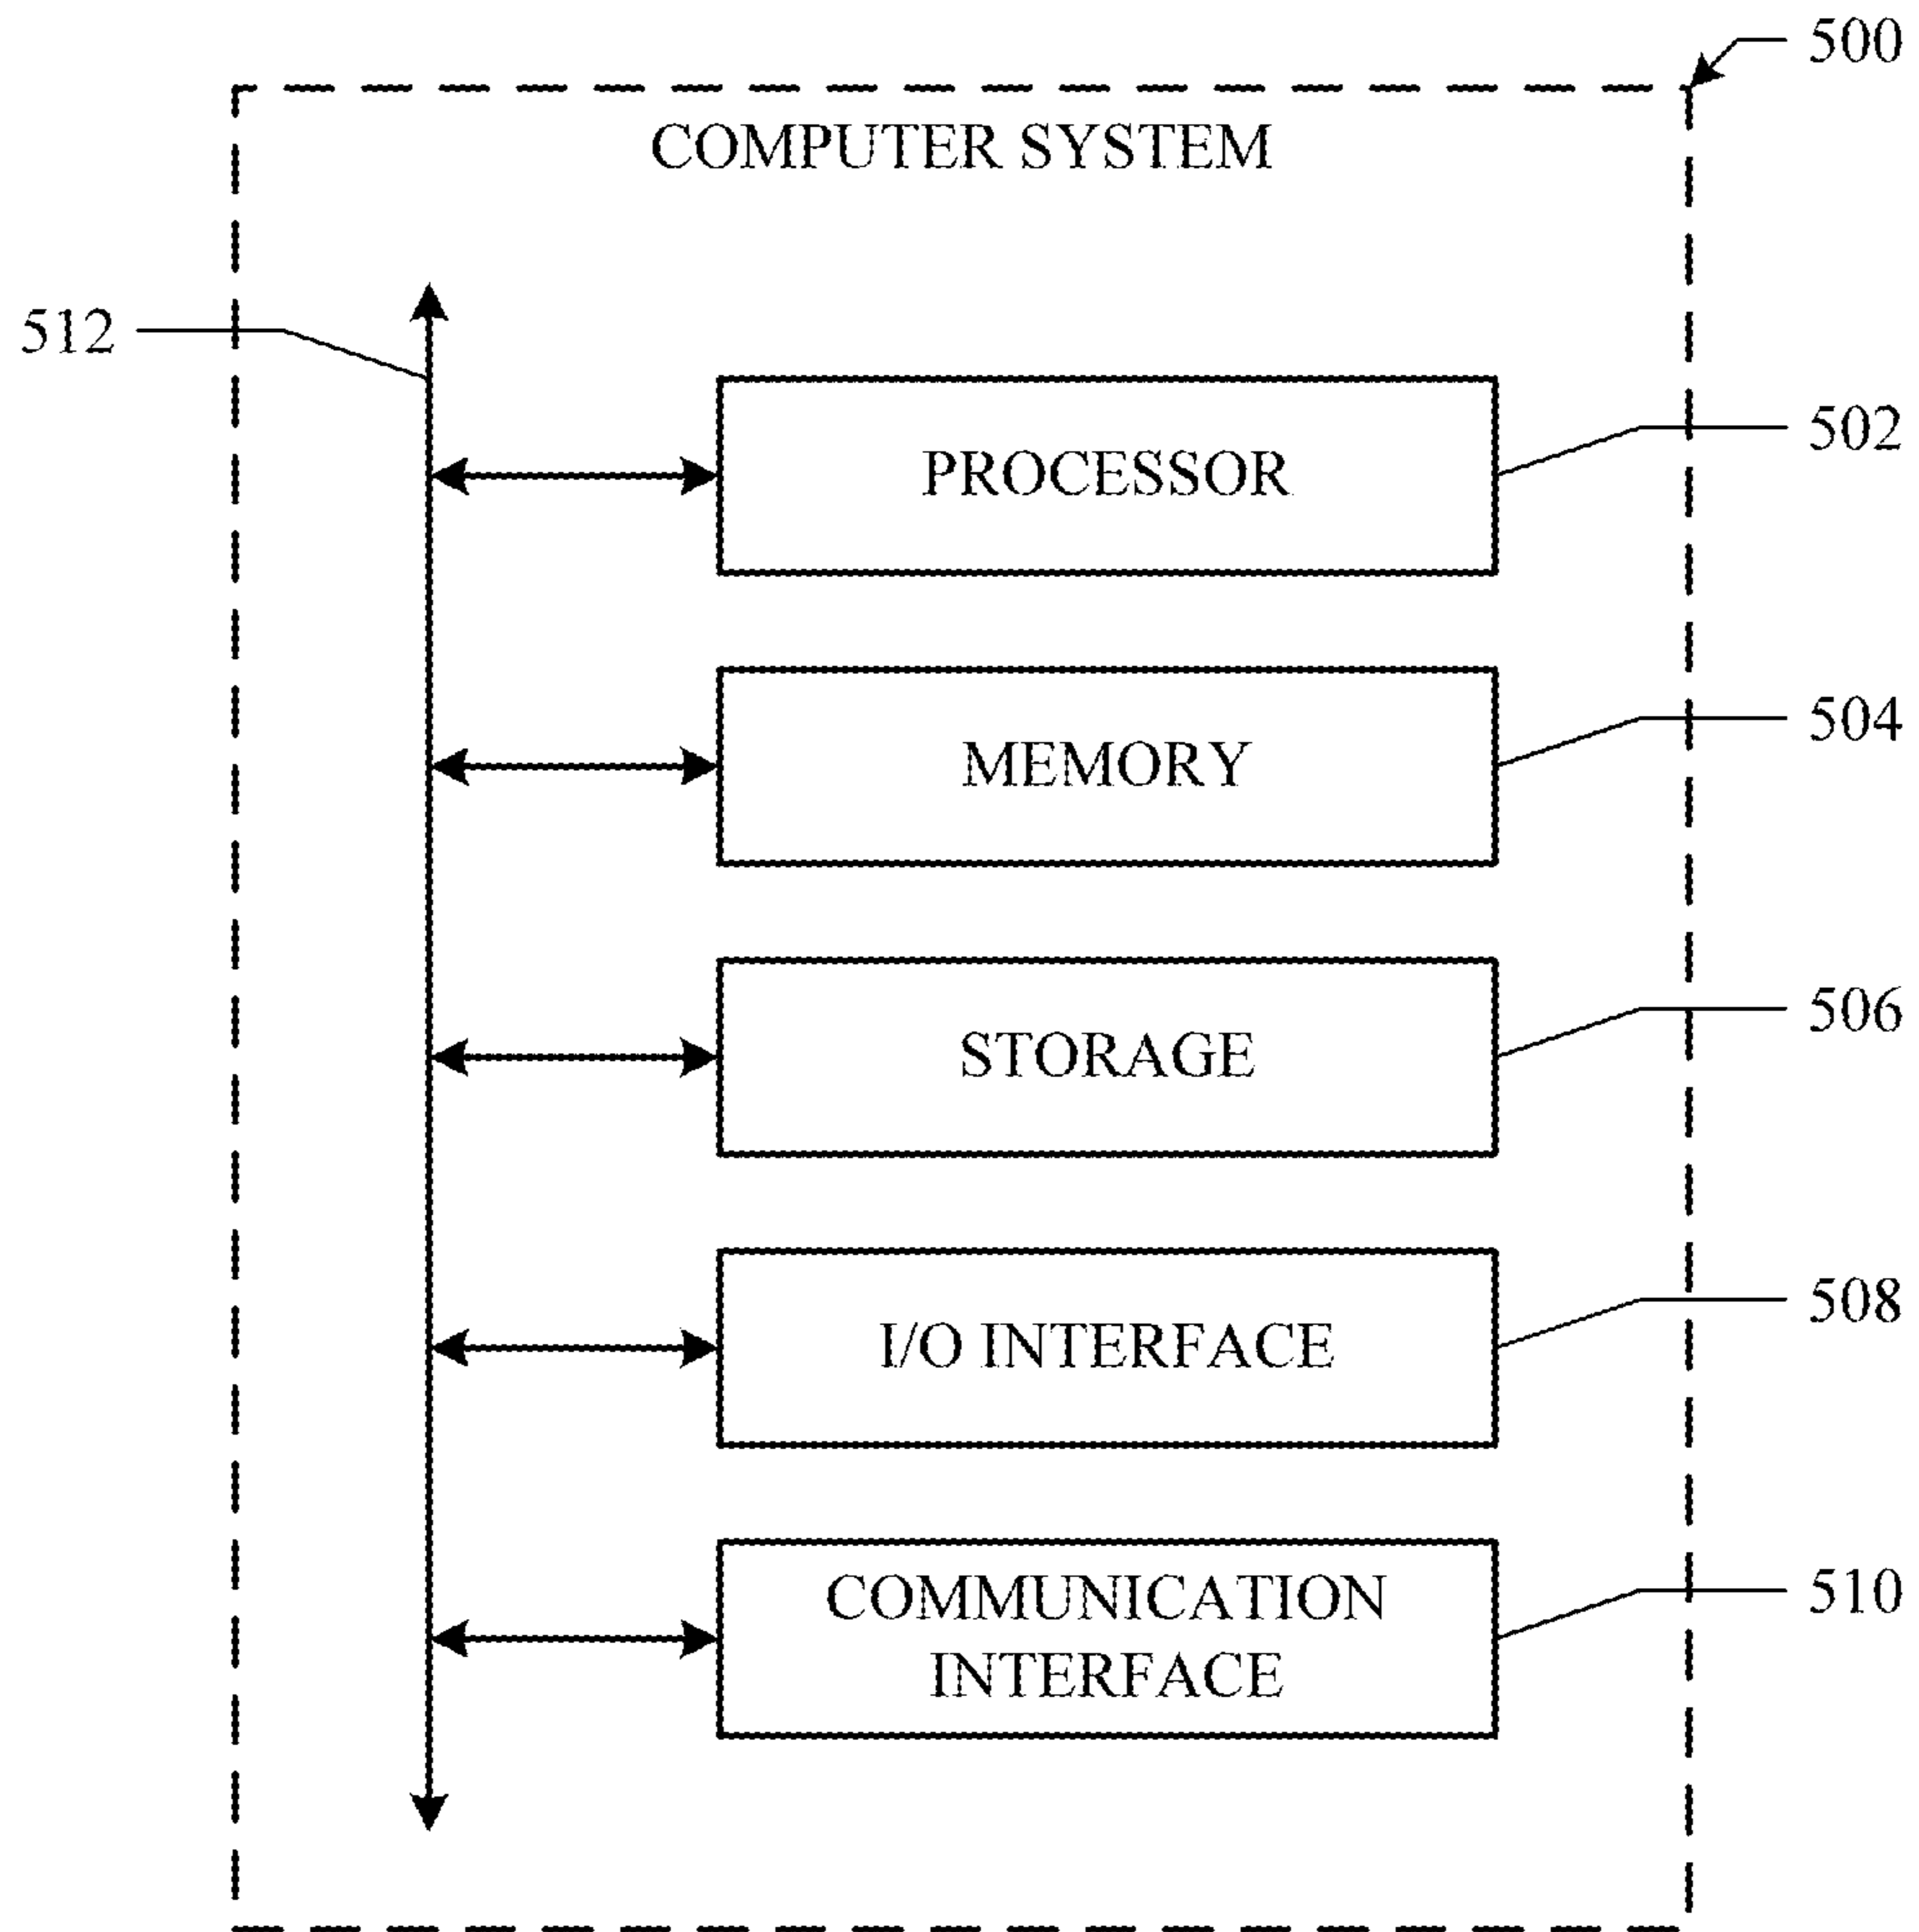 500
COMPUTER SYSTEM
512
PROCESSOR
502
MEMORY
504
STORAGE
506
I/O INTERFACE
508
COMMUNICATION
INTERFACE
510